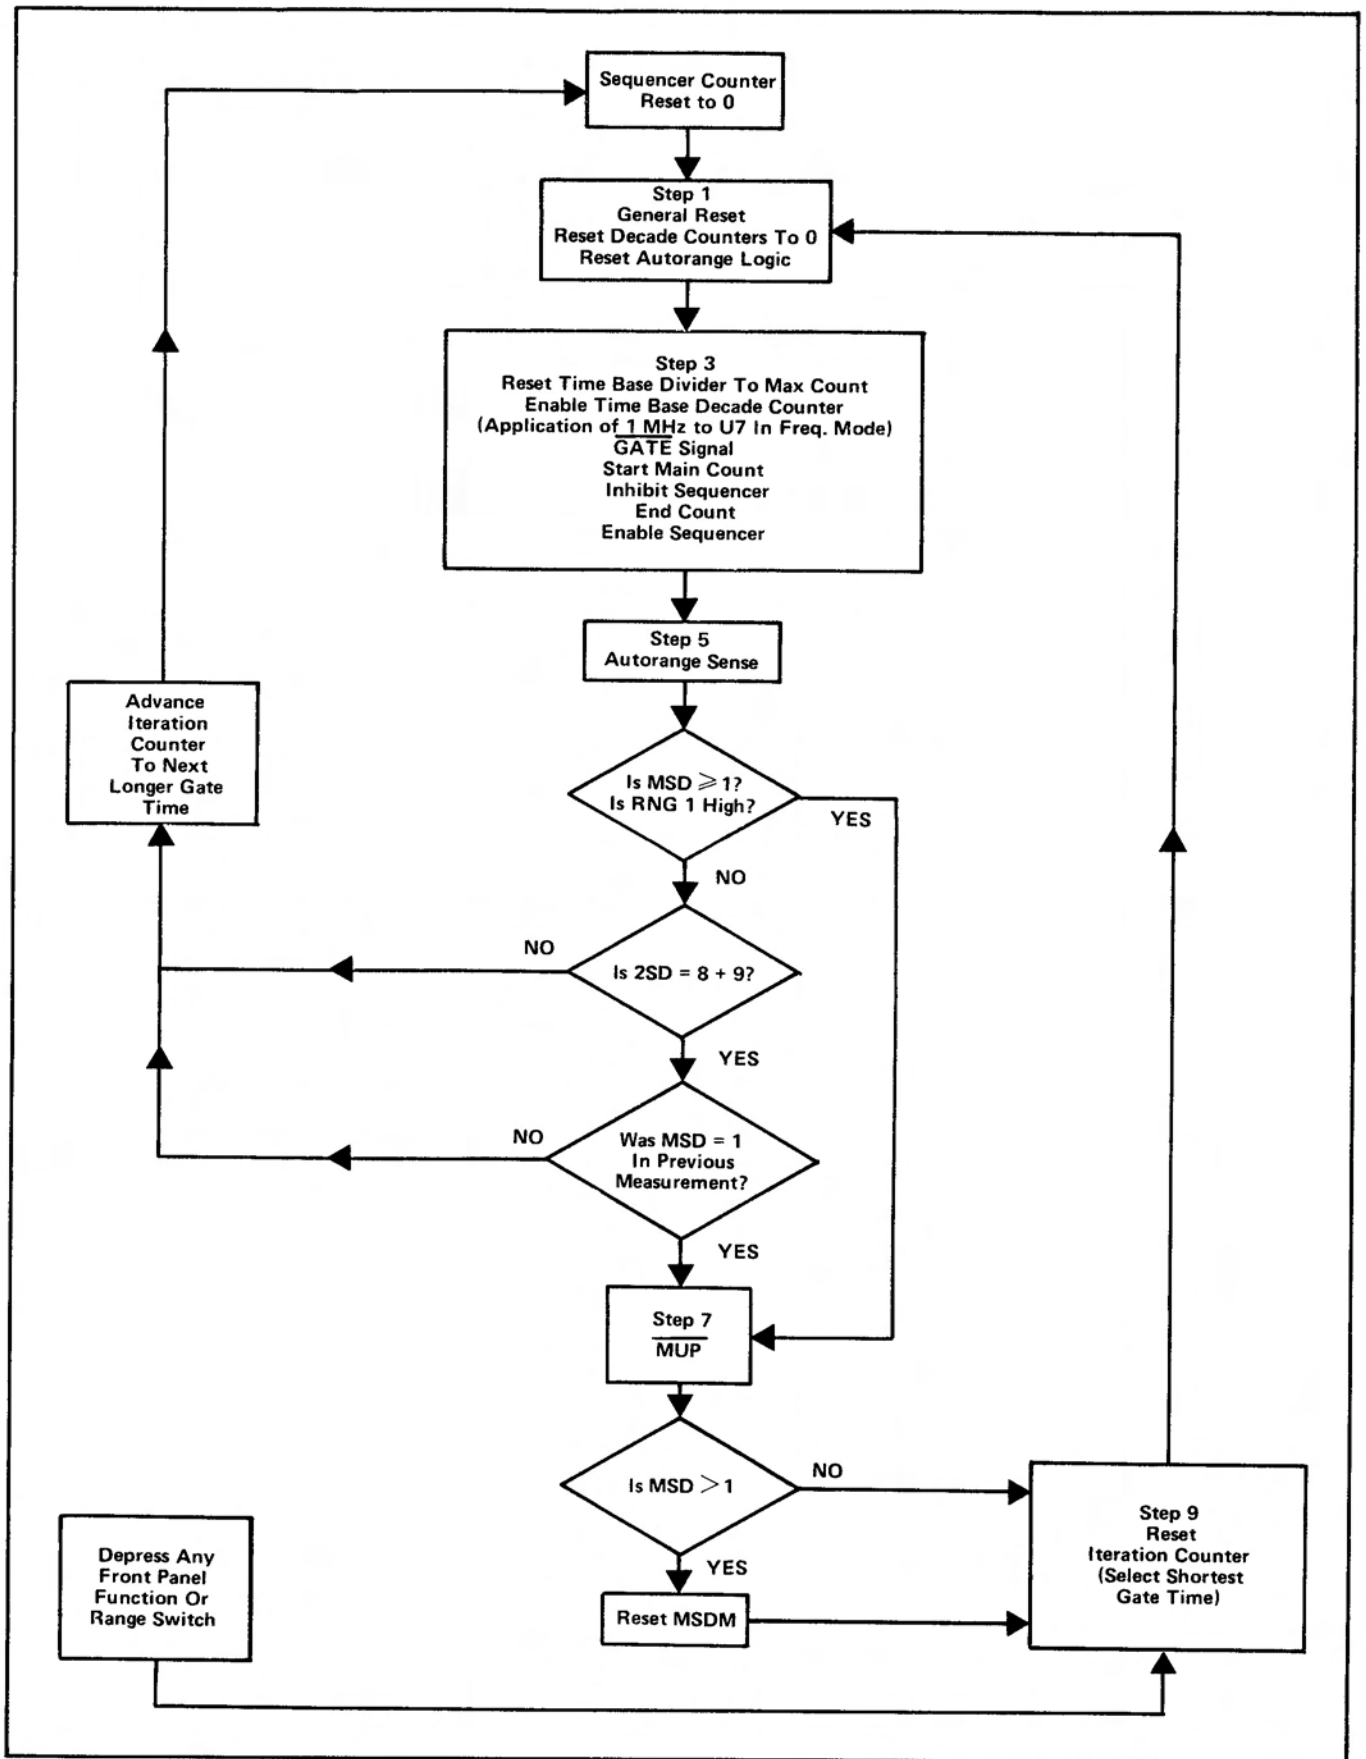 Sequencer Counter
Reset to 0
Step 1
General Reset
Reset Decade Counters To 0
Reset Autorange Logic
Step 3
Reset Time Base Divider To Max Count
Enable Time Base Decade Counter
(Application of 1 MHz to U7 In Freq. Mode)
GATE Signal
Start Main Count
Inhibit Sequencer
End Count
Enable Sequencer
Step 5
Autorange Sense
Advance
Iteration
Counter
To Next
Longer Gate
Time
Is MSD ⩾ 1?
Is RNG 1 High?
YES
NO
NO
Is 2SD = 8 + 9?
YES
NO
Was MSD = 1
In Previous
Measurement?
YES
Step 7
MUP
Is MSD > 1
NO
YES
Reset MSDM
Step 9
Reset
Iteration Counter
(Select Shortest
Gate Time)
Depress Any
Front Panel
Function Or
Range Switch